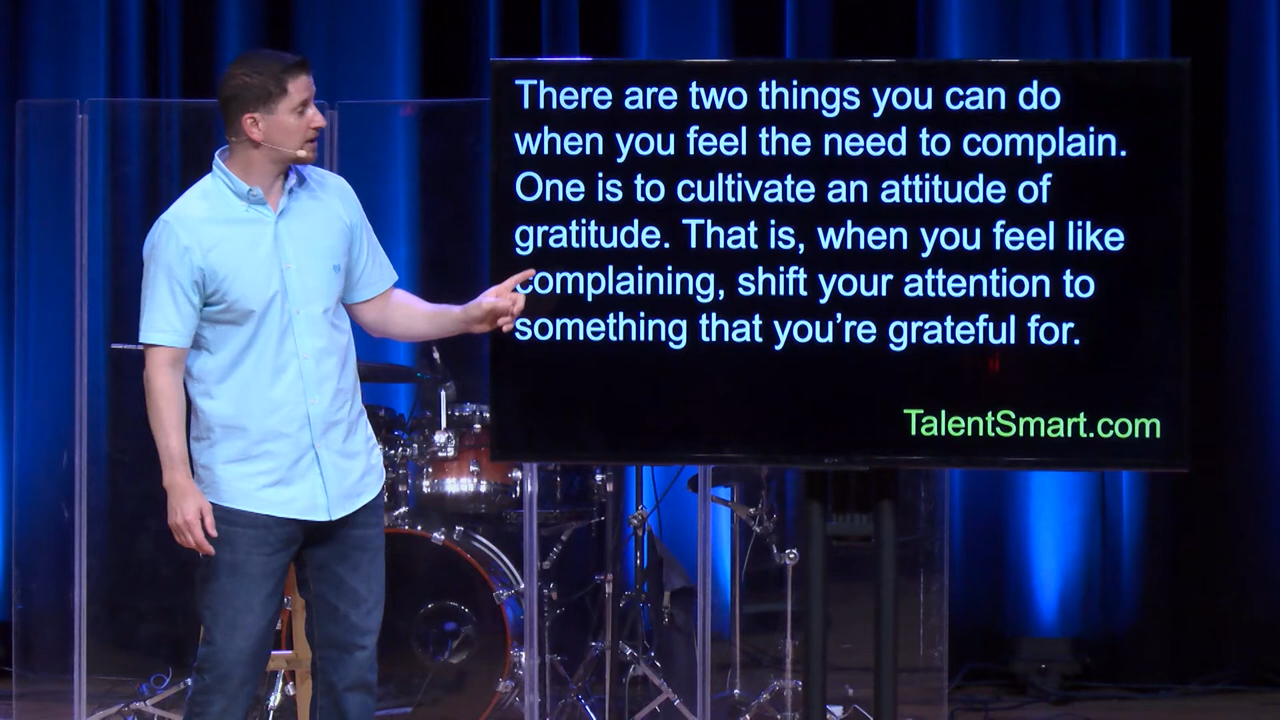 There are two things you can do
when you feel the need to complain.
One is to cultivate an attitude of
gratitude. That is, when you feel like
complaining, shift your attention to
something that you’re grateful for.
TalentSmart.com